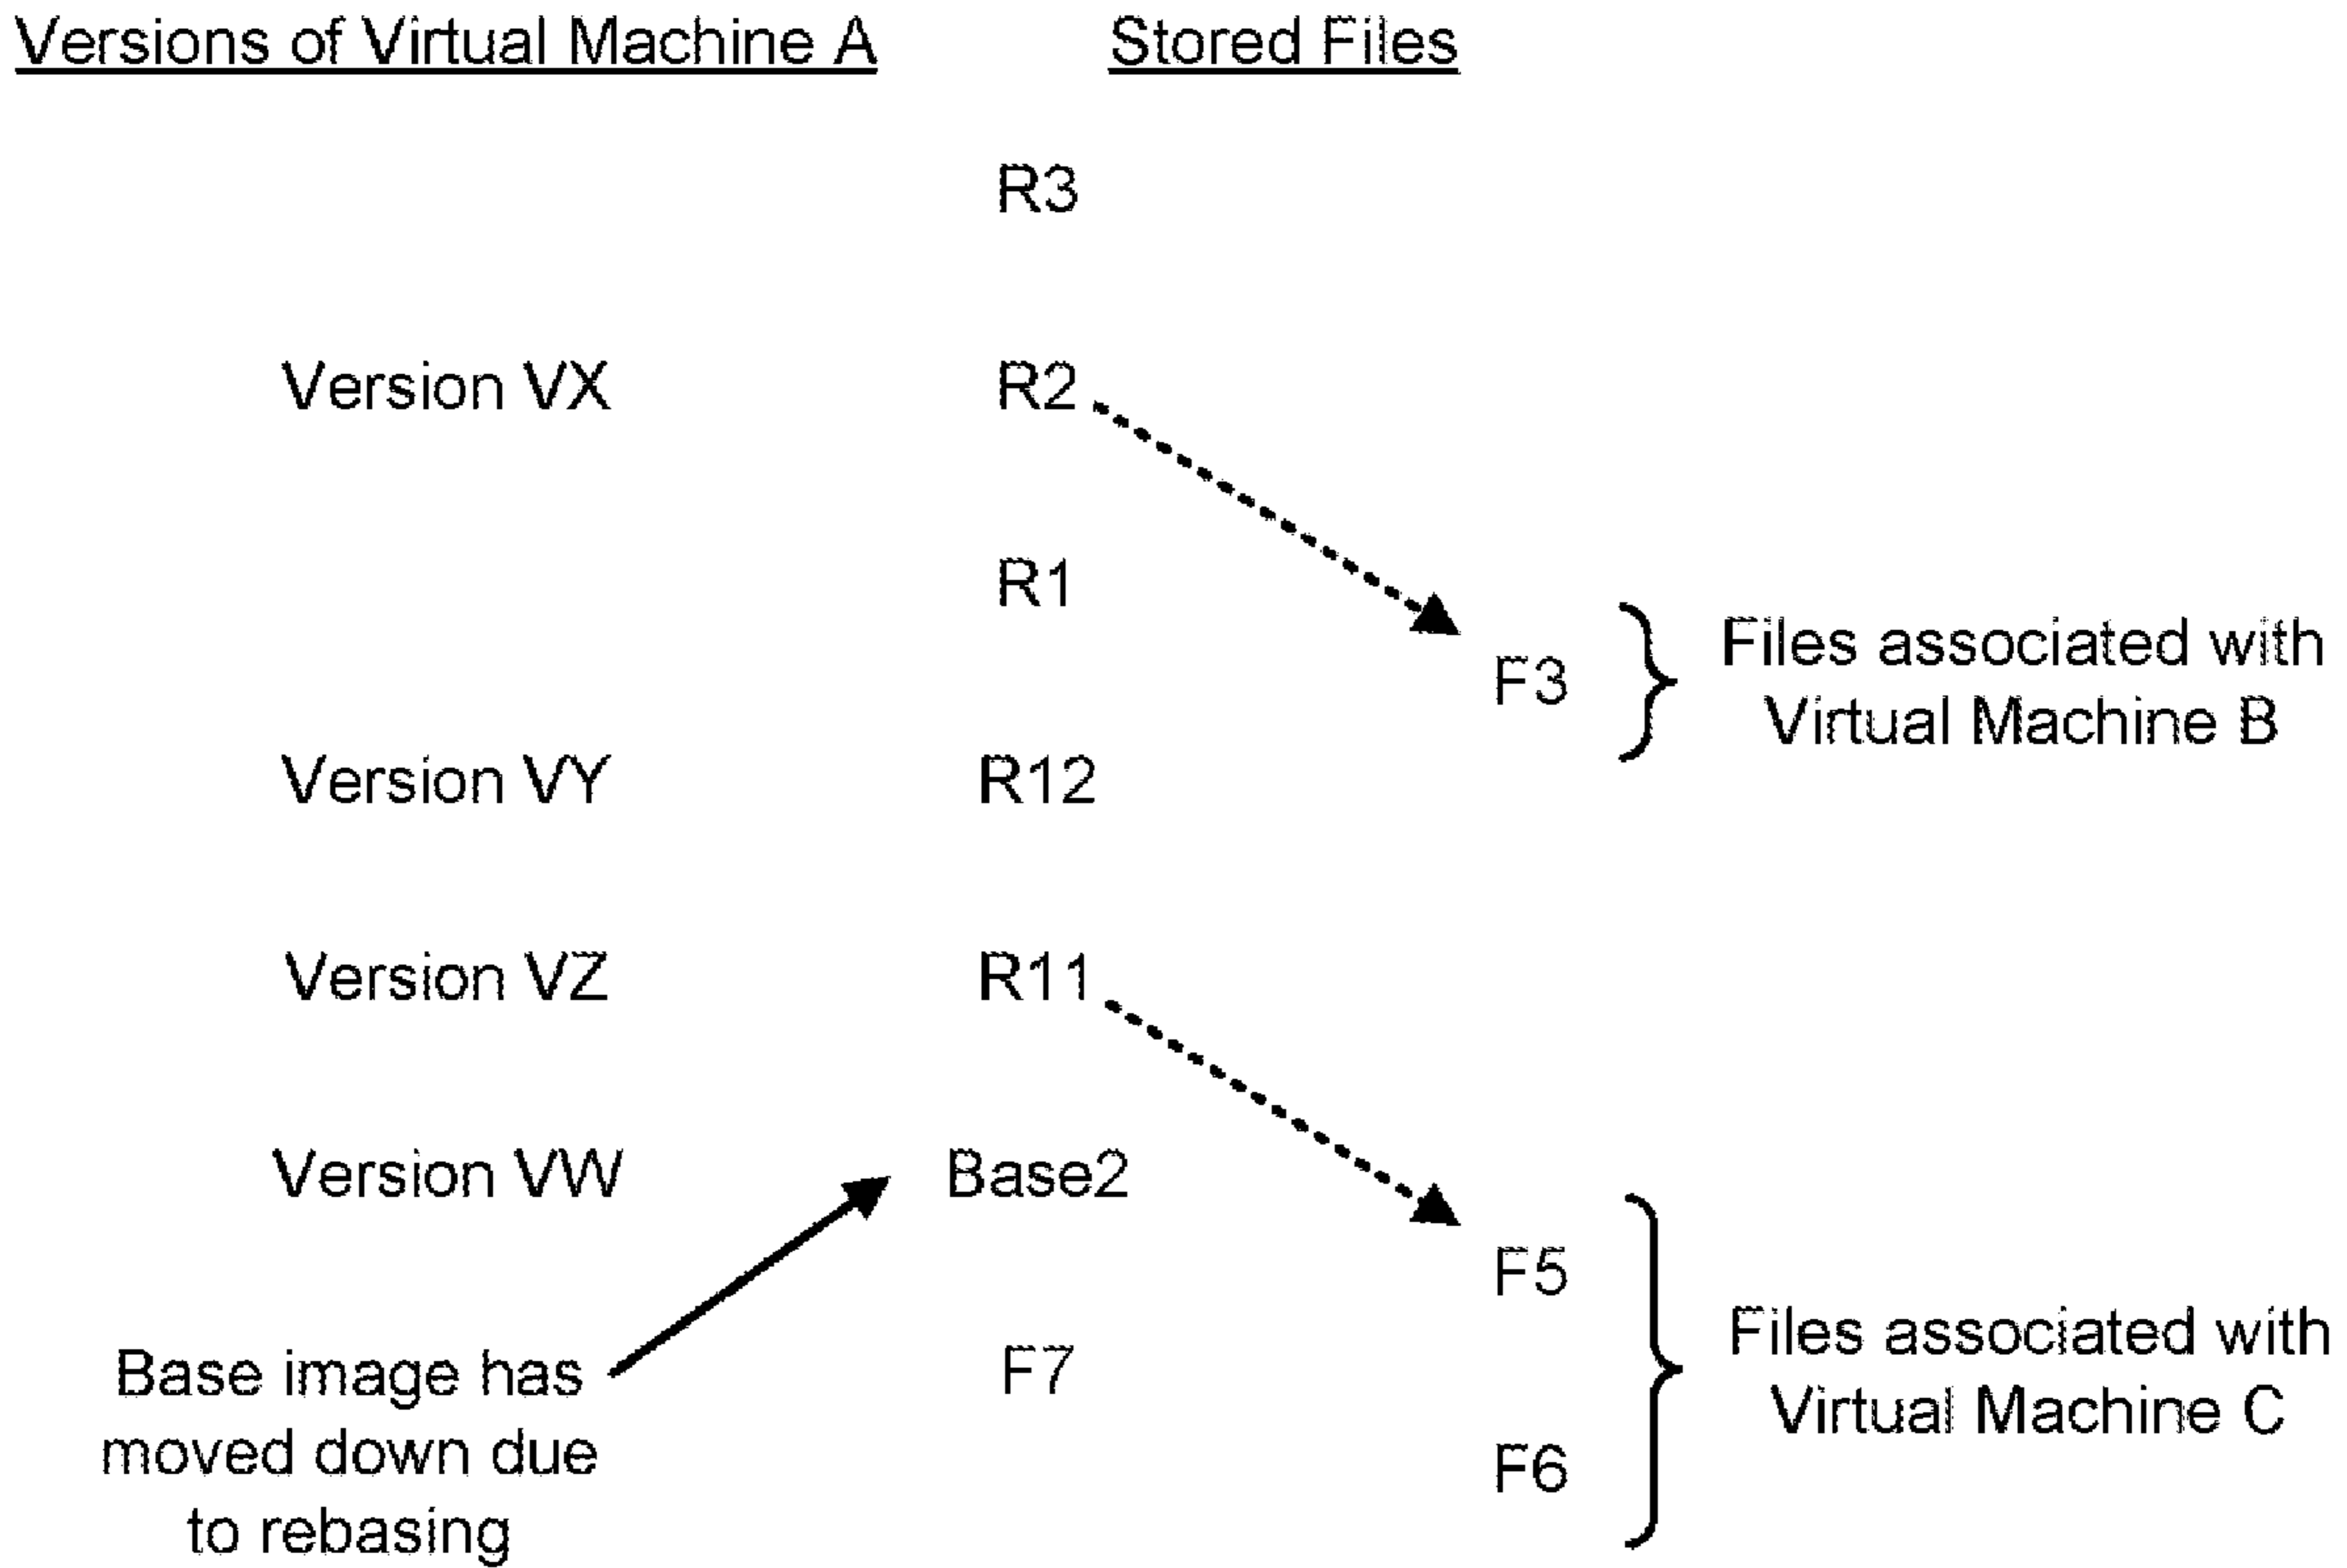 Versions of Virtual Machine A
Stored Files
R3
Version VX
R2
R1
F3
Files associated with
Virtual Machine B
Version VY
R12
Version VZ
R11
Version VW
Base2
F5
Base image has
moved down due
to rebasing
F7
F6
Files associated with
Virtual Machine C